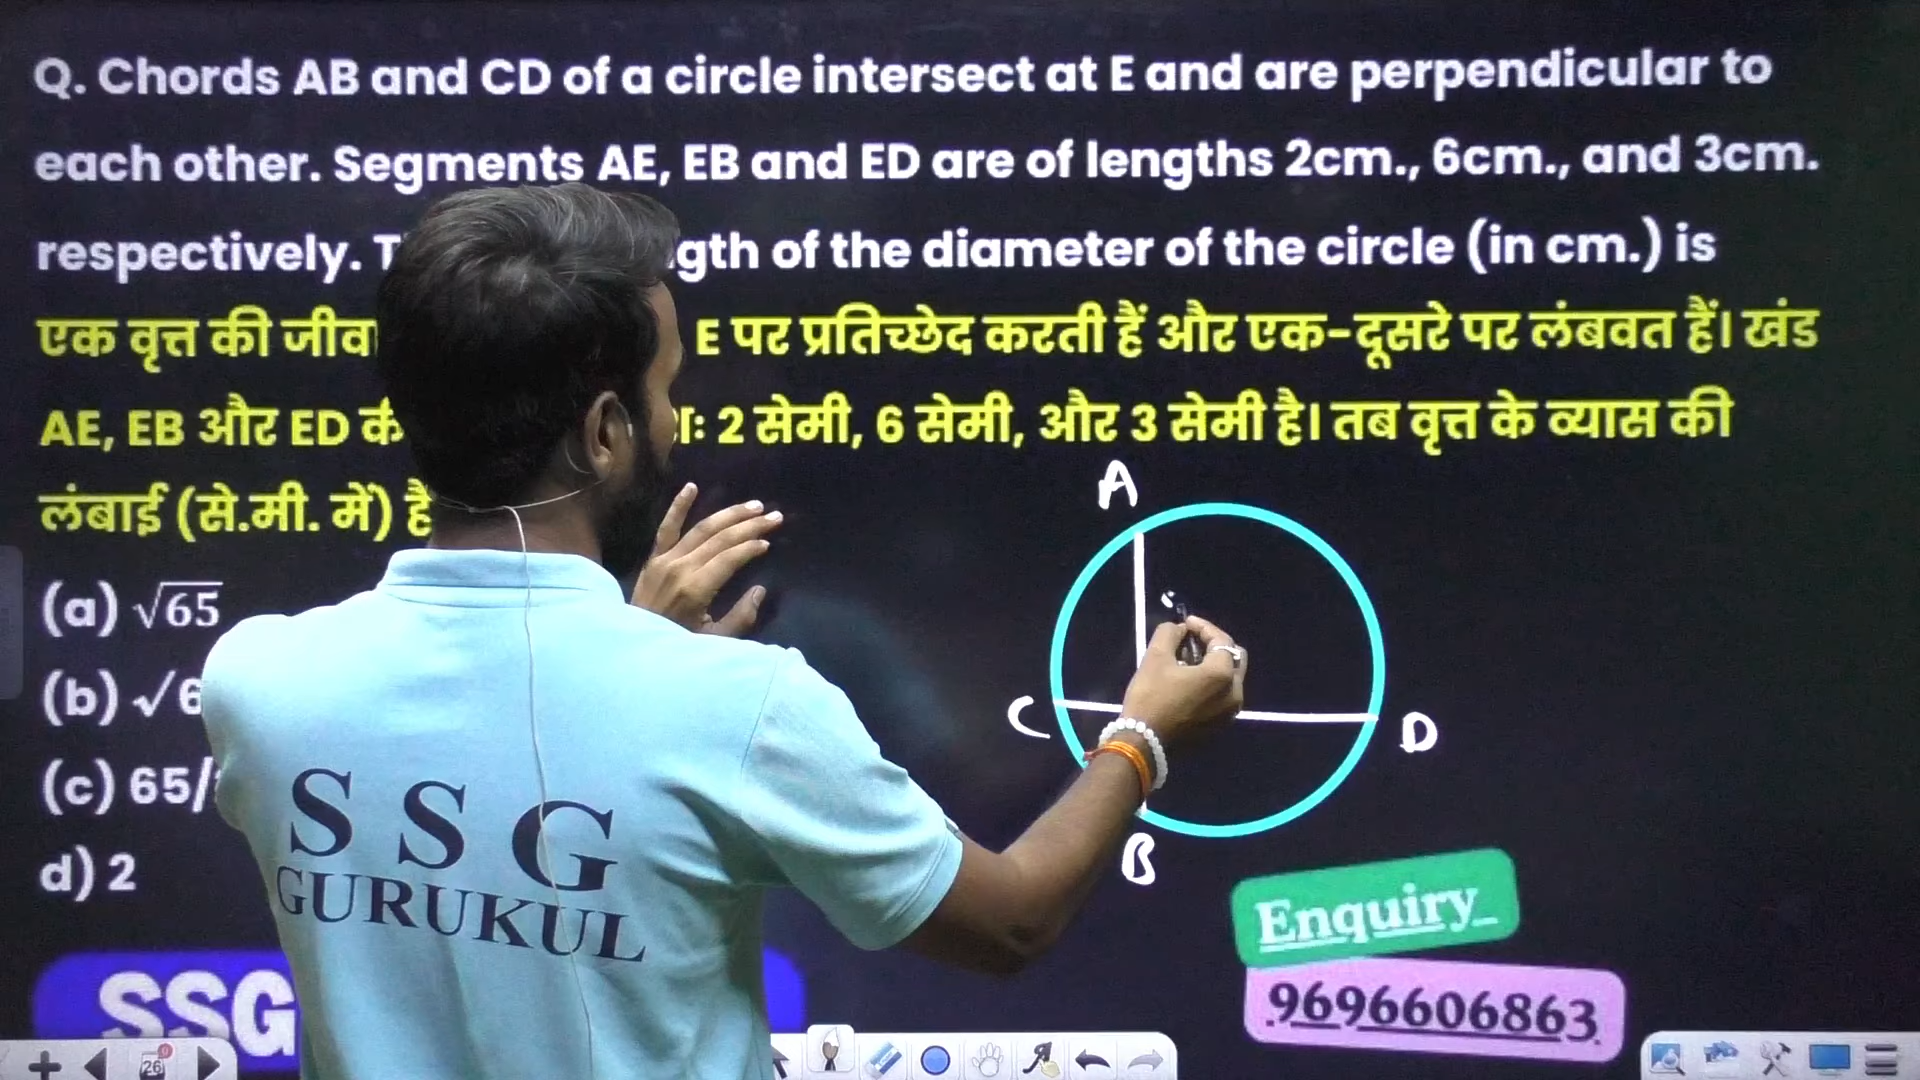 Q. Chords AB and CD of a circle intersect at E and are perpendicular to
each other. Segments AE, EB and ED are of lengths 2cm., 6cm., and 3cm.
respectively. of the diameter of the circle (in cm.) is
एक वृत्त की E पर प्रतिच्छेद करती हैं और एक-दूसरे पर लंबवत हैं। खंड
AE, EB और ED 2 सेमी, 6 सेमी, और 3 सेमी है। तब वृत्त के व्यास की
लंबाई (से.मी. में) है
A
(a) √65
(b)
C D
(c) 65/
B
d) 2
SSG
GURUKUL
Enquiry
9696606863
SSG
26